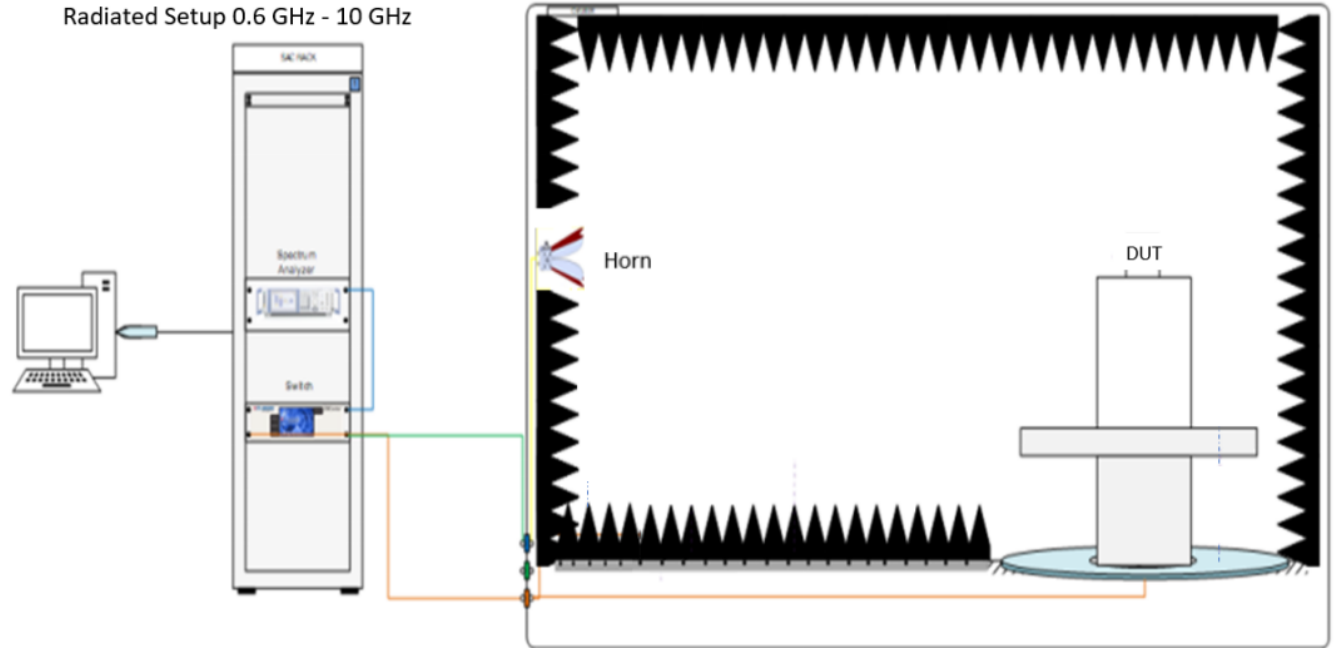 Radiated Setup 0.6 GHz - 10 GHz
SAC RACK
Spectrum
Analyzer
Switch
Horn
DUT